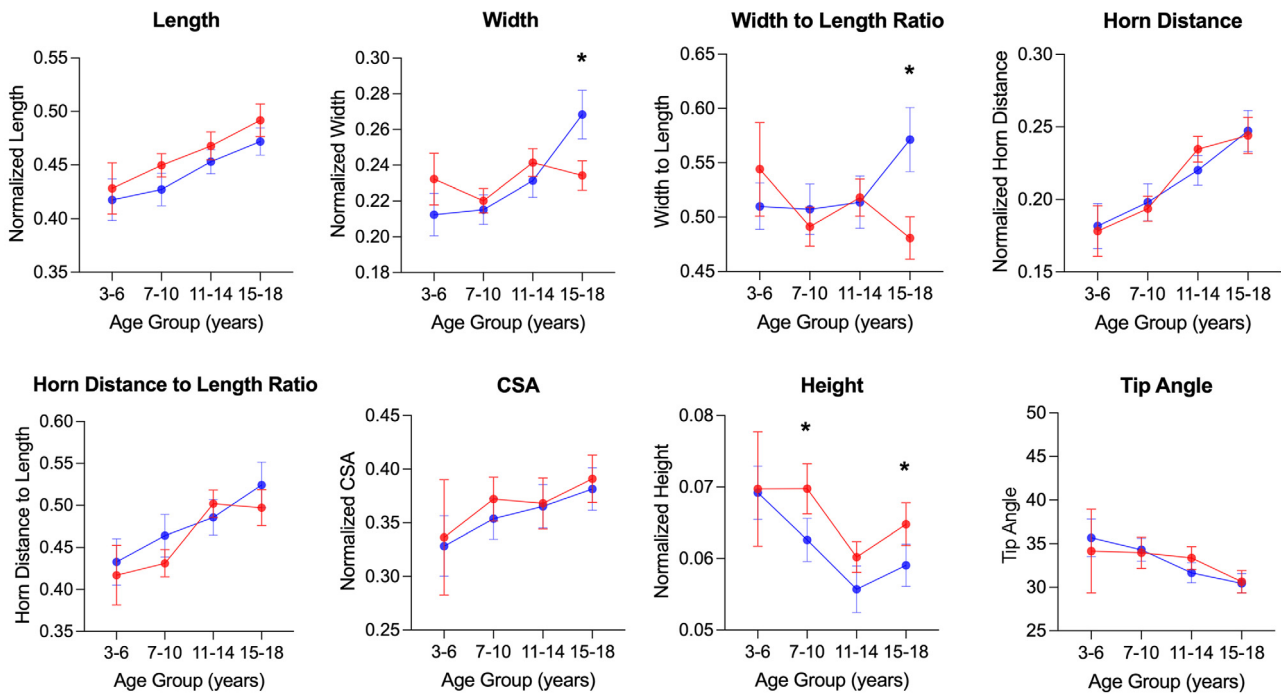 Length
Normalized Length
0.55
0.50
0.45
0.40
0.35
3-6 7-10 11-14 15-18
Age Group (years)
Width
Normalized Width
0.30
0.28
0.26
0.24
0.22
0.20
0.18
*
3-6 7-10 11-14 15-18
Age Group (years)
Width to Length Ratio
Width to Length
0.65
0.60
0.55
0.50
0.45
*
3-6 7-10 11-14 15-18
Age Group (years)
Horn Distance
Normalized Horn Distance
0.30
0.25
0.20
0.15
3-6 7-10 11-14 15-18
Age Group (years)
Horn Distance to Length Ratio
Horn Distance to Length
0.60
0.55
0.50
0.45
0.40
0.35
3-6 7-10 11-14 15-18
Age Group (years)
CSA
Normalized CSA
0.45
0.40
0.35
0.30
0.25
3-6 7-10 11-14 15-18
Age Group (years)
Height
Normalized Height
0.08
0.07
0.06
0.05
*
*
3-6 7-10 11-14 15-18
Age Group (years)
Tip Angle
Tip Angle
50
45
40
35
30
25
3-6 7-10 11-14 15-18
Age Group (years)